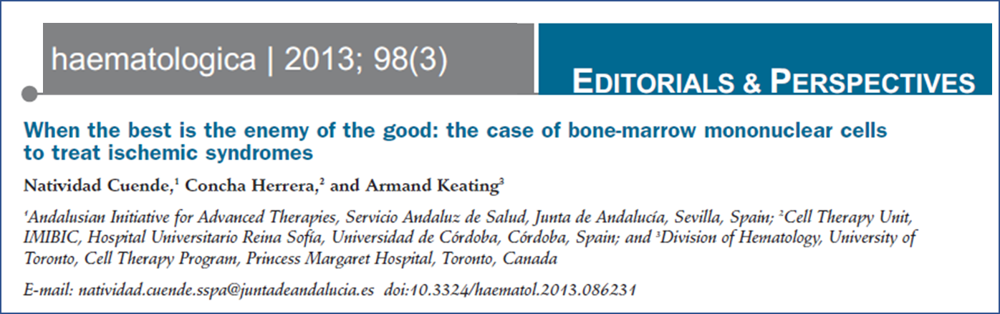 haematologica | 2013; 98(3)
EDITORIALS & PERSPECTIVES
When the best is the enemy of the good: the case of bone-marrow mononuclear cells
to treat ischemic syndromes
Natividad Cuende,¹ Concha Herrera,² and Armand Keating³
¹Andalusian Initiative for Advanced Therapies, Servicio Andaluz de Salud, Junta de Andalucía, Sevilla, Spain; ²Cell Therapy Unit,
IMIBIC, Hospital Universitario Reina Sofía, Universidad de Córdoba, Córdoba, Spain; and ³Division of Hematology, University of
Toronto, Cell Therapy Program, Princess Margaret Hospital, Toronto, Canada
E-mail: natividad.cuende.sspa@juntadeandalucia.es doi:10.3324/haematol.2013.086231